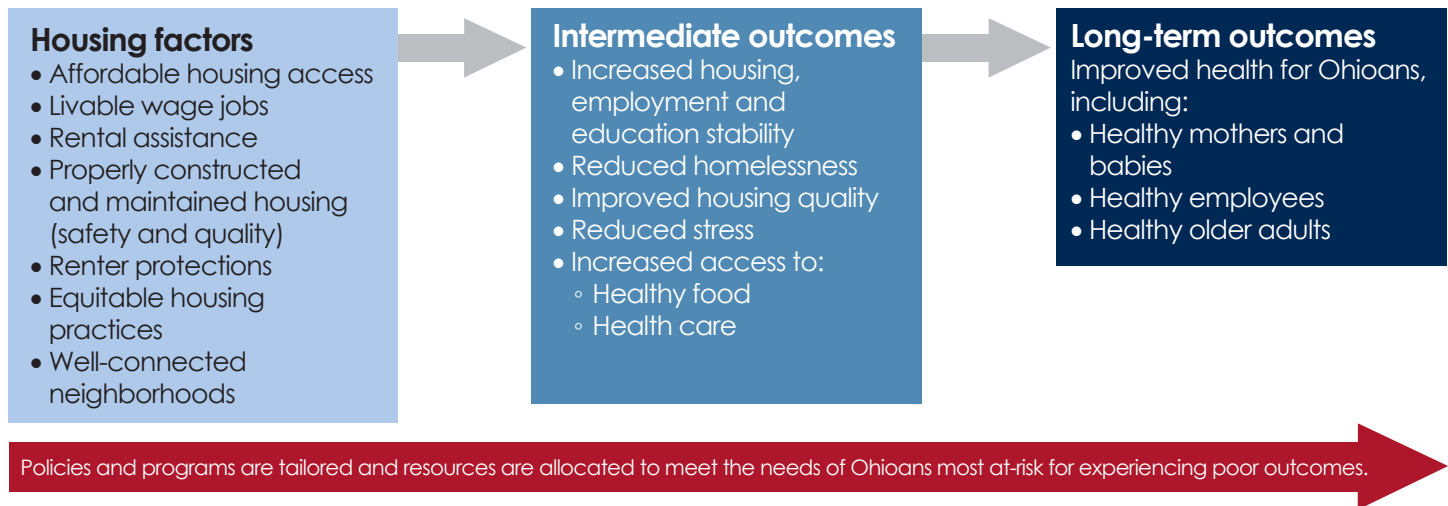 Housing factors
• Affordable housing access
• Livable wage jobs
• Rental assistance
• Properly constructed
and maintained housing
(safety and quality)
• Renter protections
• Equitable housing
practices
• Well-connected
neighborhoods
Intermediate outcomes
• Increased housing,
employment and
education stability
• Reduced homelessness
• Improved housing quality
• Reduced stress
• Increased access to:
◦ Healthy food
◦ Health care
Long-term outcomes
Improved health for Ohioans,
including:
• Healthy mothers and
babies
• Healthy employees
• Healthy older adults
Policies and programs are tailored and resources are allocated to meet the needs of Ohioans most at-risk for experiencing poor outcomes.